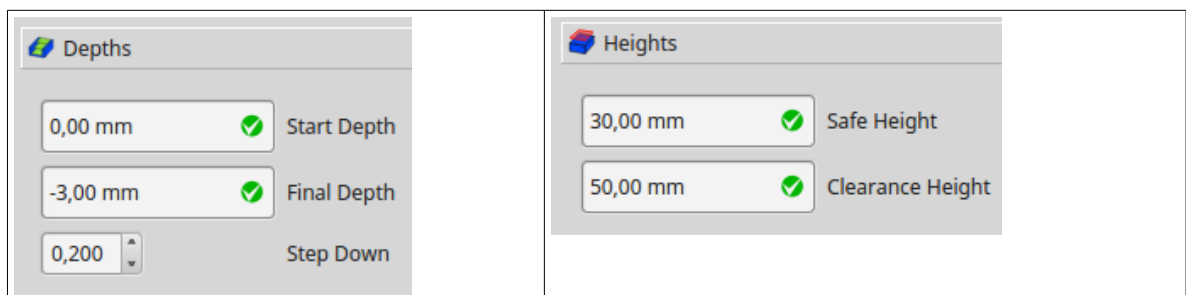 Depths
0,00 mm Start Depth
-3,00 mm Final Depth
0,200 Step Down
Heights
30,00 mm Safe Height
50,00 mm Clearance Height